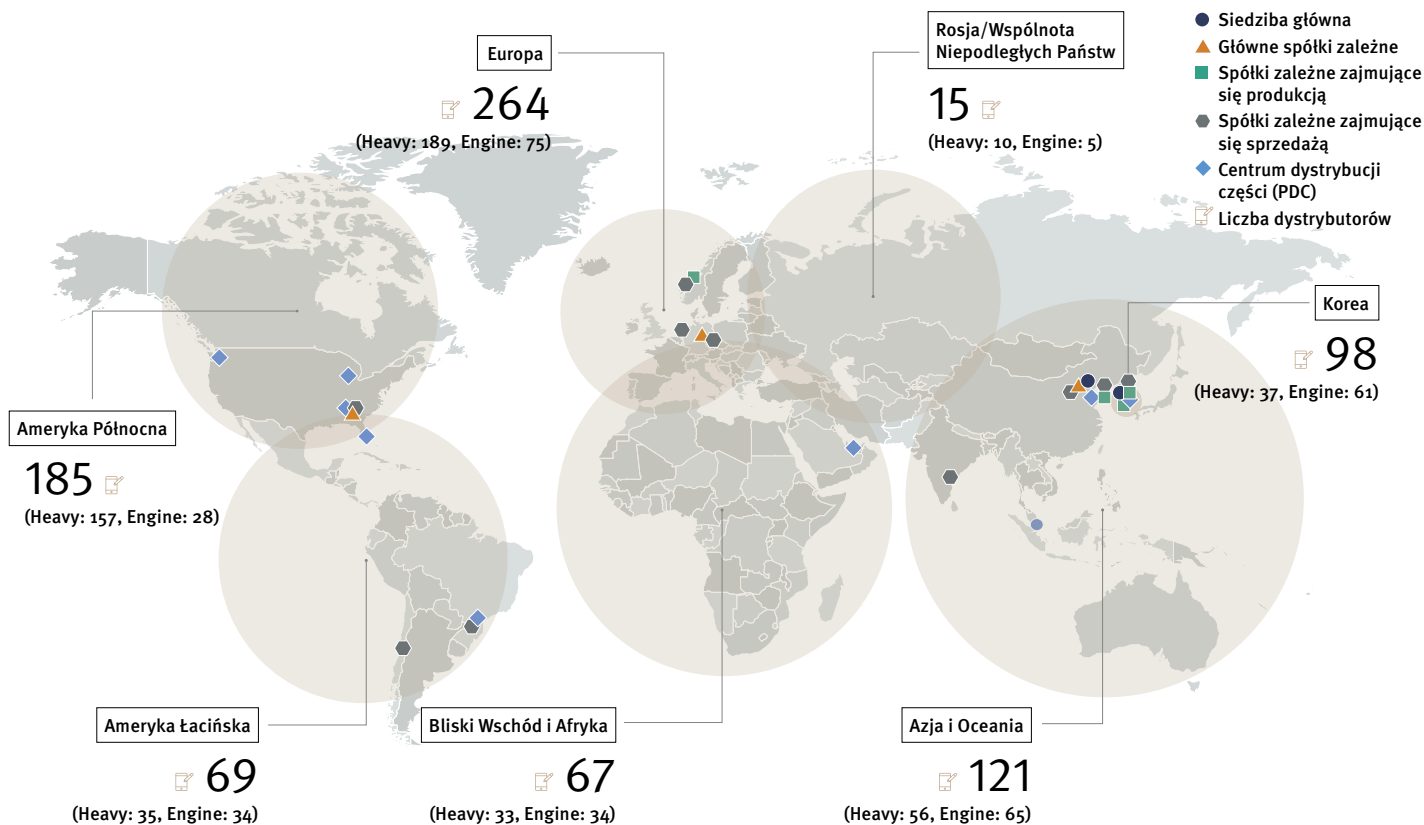 Europa
264
(Heavy: 189, Engine: 75)
Rosja/Wspólnota
Niepodległych Państw
15
(Heavy: 10, Engine: 5)
Siedziba główna
Główne spółki zależne
Spółki zależne zajmujące
się produkcją
Spółki zależne zajmujące
się sprzedażą
Centrum dystrybucji
części (PDC)
Liczba dystrybutorów
Korea
98
(Heavy: 37, Engine: 61)
Ameryka Północna
185
(Heavy: 157, Engine: 28)
Ameryka Łacińska
69
(Heavy: 35, Engine: 34)
Bliski Wschód i Afryka
67
(Heavy: 33, Engine: 34)
Azja i Oceania
121
(Heavy: 56, Engine: 65)